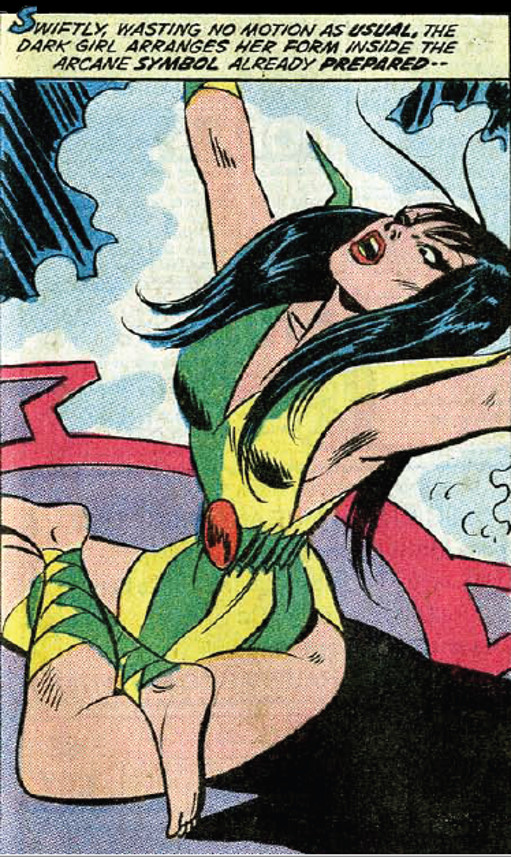 SWIFTLY, WASTING NO MOTION AS USUAL, THE
DARK GIRL ARRANGES HER FORM INSIDE THE
ARCANE SYMBOL ALREADY PREPARED--